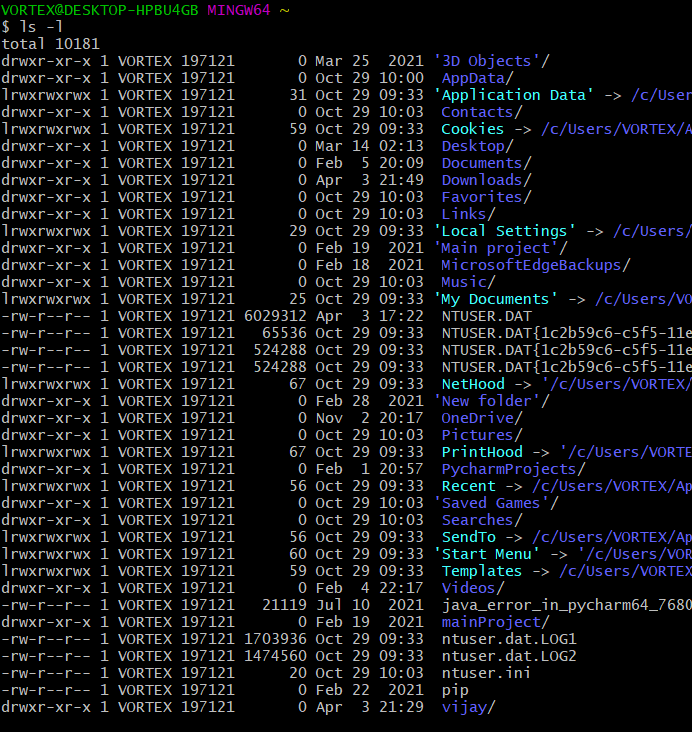 VORTEX@DESKTOP-HPBU4GB MINGW64 ~
$ ls -l
total 10181
drwxr-xr-x 1 VORTEX 197121       0 Mar 25  2021 '3D Objects'/
drwxr-xr-x 1 VORTEX 197121       0 Oct 29 10:00  AppData/
lrwxrwxrwx 1 VORTEX 197121      31 Oct 29 09:33 'Application Data' -> /c/User
drwxr-xr-x 1 VORTEX 197121       0 Oct 29 10:03  Contacts/
lrwxrwxrwx 1 VORTEX 197121      59 Oct 29 09:33  Cookies -> /c/Users/VORTEX/A
drwxr-xr-x 1 VORTEX 197121       0 Mar 14 02:13  Desktop/
drwxr-xr-x 1 VORTEX 197121       0 Feb  5 20:09  Documents/
drwxr-xr-x 1 VORTEX 197121       0 Apr  3 21:49  Downloads/
drwxr-xr-x 1 VORTEX 197121       0 Oct 29 10:03  Favorites/
drwxr-xr-x 1 VORTEX 197121       0 Oct 29 10:03  Links/
lrwxrwxrwx 1 VORTEX 197121      29 Oct 29 09:33 'Local Settings' -> /c/Users/
drwxr-xr-x 1 VORTEX 197121       0 Feb 19  2021 'Main project'/
drwxr-xr-x 1 VORTEX 197121       0 Feb 18  2021  MicrosoftEdgeBackups/
drwxr-xr-x 1 VORTEX 197121       0 Oct 29 10:03  Music/
lrwxrwxrwx 1 VORTEX 197121      25 Oct 29 09:33 'My Documents' -> /c/Users/VO
-rw-r--r-- 1 VORTEX 197121 6029312 Apr  3 17:22  NTUSER.DAT
-rw-r--r-- 1 VORTEX 197121   65536 Oct 29 09:33  NTUSER.DAT{1c2b59c6-c5f5-11e
-rw-r--r-- 1 VORTEX 197121  524288 Oct 29 09:33  NTUSER.DAT{1c2b59c6-c5f5-11e
-rw-r--r-- 1 VORTEX 197121  524288 Oct 29 09:33  NTUSER.DAT{1c2b59c6-c5f5-11e
lrwxrwxrwx 1 VORTEX 197121      67 Oct 29 09:33  NetHood -> '/c/Users/VORTEX/
drwxr-xr-x 1 VORTEX 197121       0 Feb 28  2021 'New folder'/
drwxr-xr-x 1 VORTEX 197121       0 Nov  2 20:17  OneDrive/
drwxr-xr-x 1 VORTEX 197121       0 Oct 29 10:03  Pictures/
lrwxrwxrwx 1 VORTEX 197121      67 Oct 29 09:33  PrintHood -> '/c/Users/VORTE
drwxr-xr-x 1 VORTEX 197121       0 Feb  1 20:57  PycharmProjects/
lrwxrwxrwx 1 VORTEX 197121      56 Oct 29 09:33  Recent -> /c/Users/VORTEX/Ap
drwxr-xr-x 1 VORTEX 197121       0 Oct 29 10:03 'Saved Games'/
drwxr-xr-x 1 VORTEX 197121       0 Oct 29 10:03  Searches/
lrwxrwxrwx 1 VORTEX 197121      56 Oct 29 09:33  SendTo -> /c/Users/VORTEX/Ap
lrwxrwxrwx 1 VORTEX 197121      60 Oct 29 09:33 'Start Menu' -> '/c/Users/VOR
lrwxrwxrwx 1 VORTEX 197121      59 Oct 29 09:33  Templates -> /c/Users/VORTEX
drwxr-xr-x 1 VORTEX 197121       0 Feb  4 22:17  Videos/
-rw-r--r-- 1 VORTEX 197121   21119 Jul 10  2021  java_error_in_pycharm64_7680
drwxr-xr-x 1 VORTEX 197121       0 Feb 19  2021  mainProject/
-rw-r--r-- 1 VORTEX 197121 1703936 Oct 29 09:33  ntuser.dat.LOG1
-rw-r--r-- 1 VORTEX 197121 1474560 Oct 29 09:33  ntuser.dat.LOG2
-rw-r--r-- 1 VORTEX 197121      20 Oct 29 10:03  ntuser.ini
-rw-r--r-- 1 VORTEX 197121       0 Feb 22  2021  pip
drwxr-xr-x 1 VORTEX 197121       0 Apr  3 21:29  vijay/